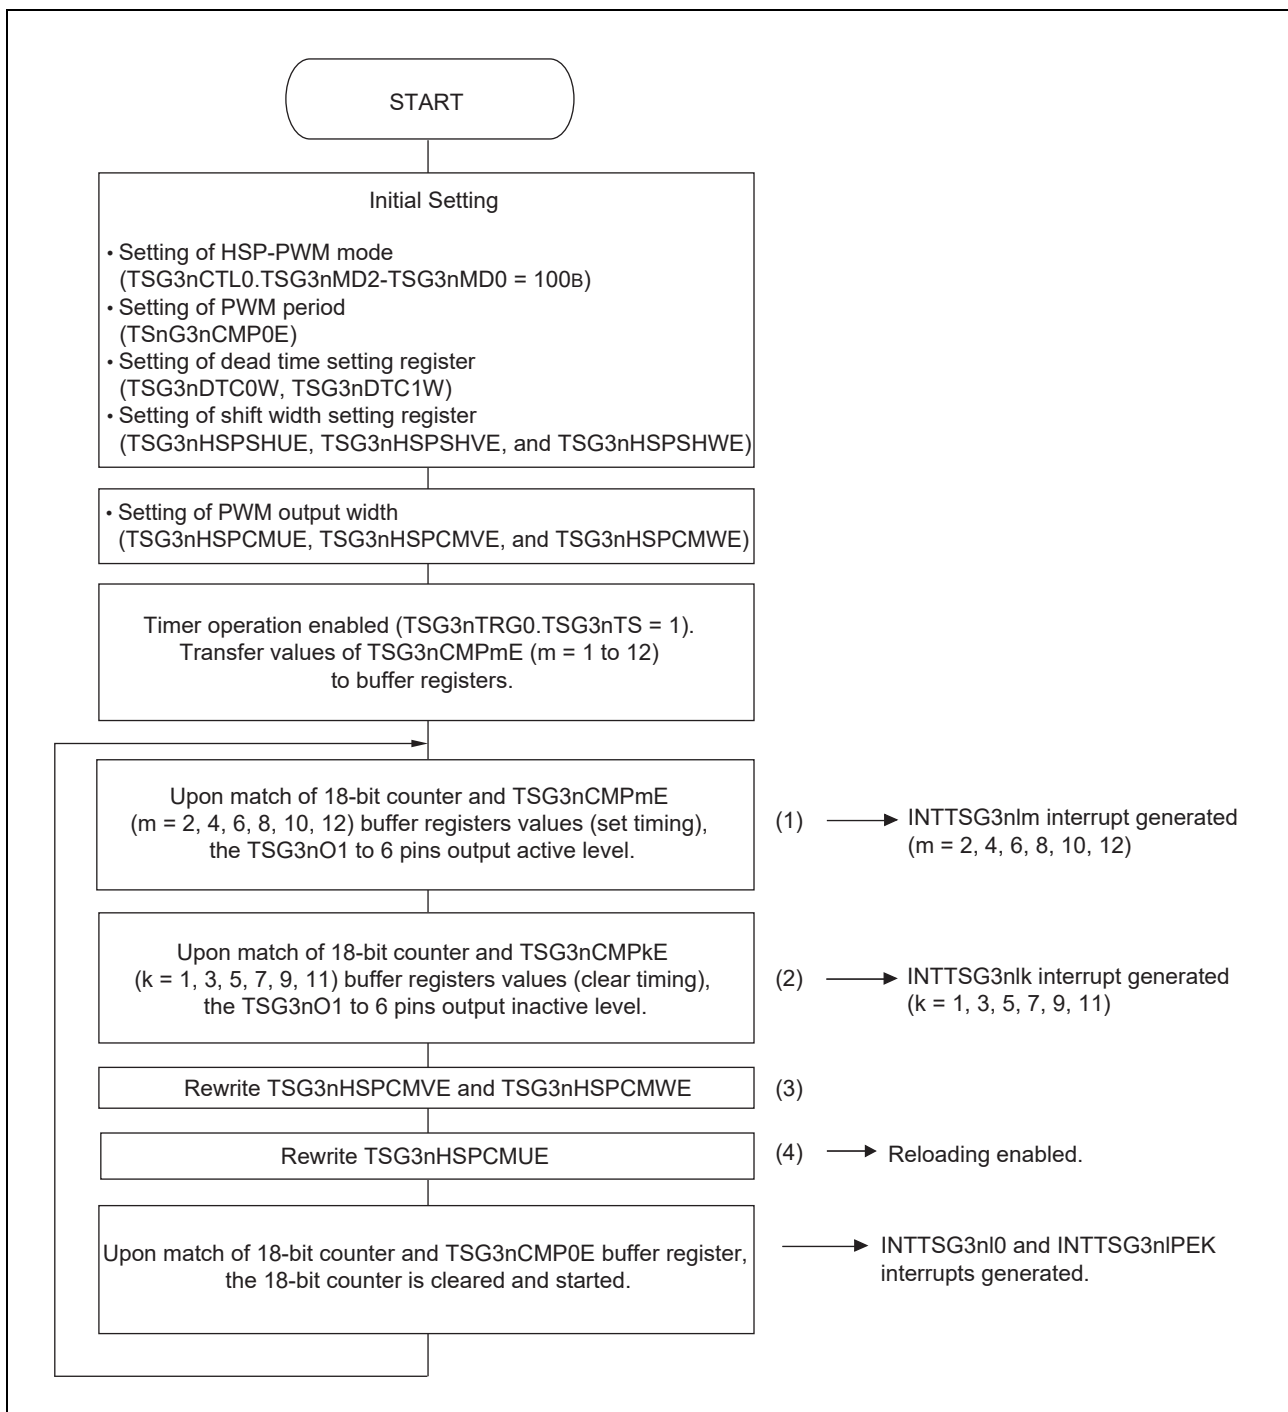 START
Initial Setting
• Setting of HSP-PWM mode
(TSG3nCTL0.TSG3nMD2-TSG3nMD0 = 100B)
• Setting of PWM period
(TSnG3nCMP0E)
• Setting of dead time setting register
(TSG3nDTC0W, TSG3nDTC1W)
• Setting of shift width setting register
(TSG3nHSPSHUE, TSG3nHSPSHVE, and TSG3nHSPSHWE)
• Setting of PWM output width
(TSG3nHSPCMUE, TSG3nHSPCMVE, and TSG3nHSPCMWE)
Timer operation enabled (TSG3nTRG0.TSG3nTS = 1).
Transfer values of TSG3nCMPmE (m = 1 to 12)
to buffer registers.
Upon match of 18-bit counter and TSG3nCMPmE
(m = 2, 4, 6, 8, 10, 12) buffer registers values (set timing),
the TSG3nO1 to 6 pins output active level.
(1)
INTTSG3nIm interrupt generated
(m = 2, 4, 6, 8, 10, 12)
Upon match of 18-bit counter and TSG3nCMPkE
(k = 1, 3, 5, 7, 9, 11) buffer registers values (clear timing),
the TSG3nO1 to 6 pins output inactive level.
(2)
INTTSG3nIk interrupt generated
(k = 1, 3, 5, 7, 9, 11)
Rewrite TSG3nHSPCMVE and TSG3nHSPCMWE
(3)
Rewrite TSG3nHSPCMUE
(4)
Reloading enabled.
Upon match of 18-bit counter and TSG3nCMP0E buffer register,
the 18-bit counter is cleared and started.
INTTSG3nI0 and INTTSG3nIPEK
interrupts generated.